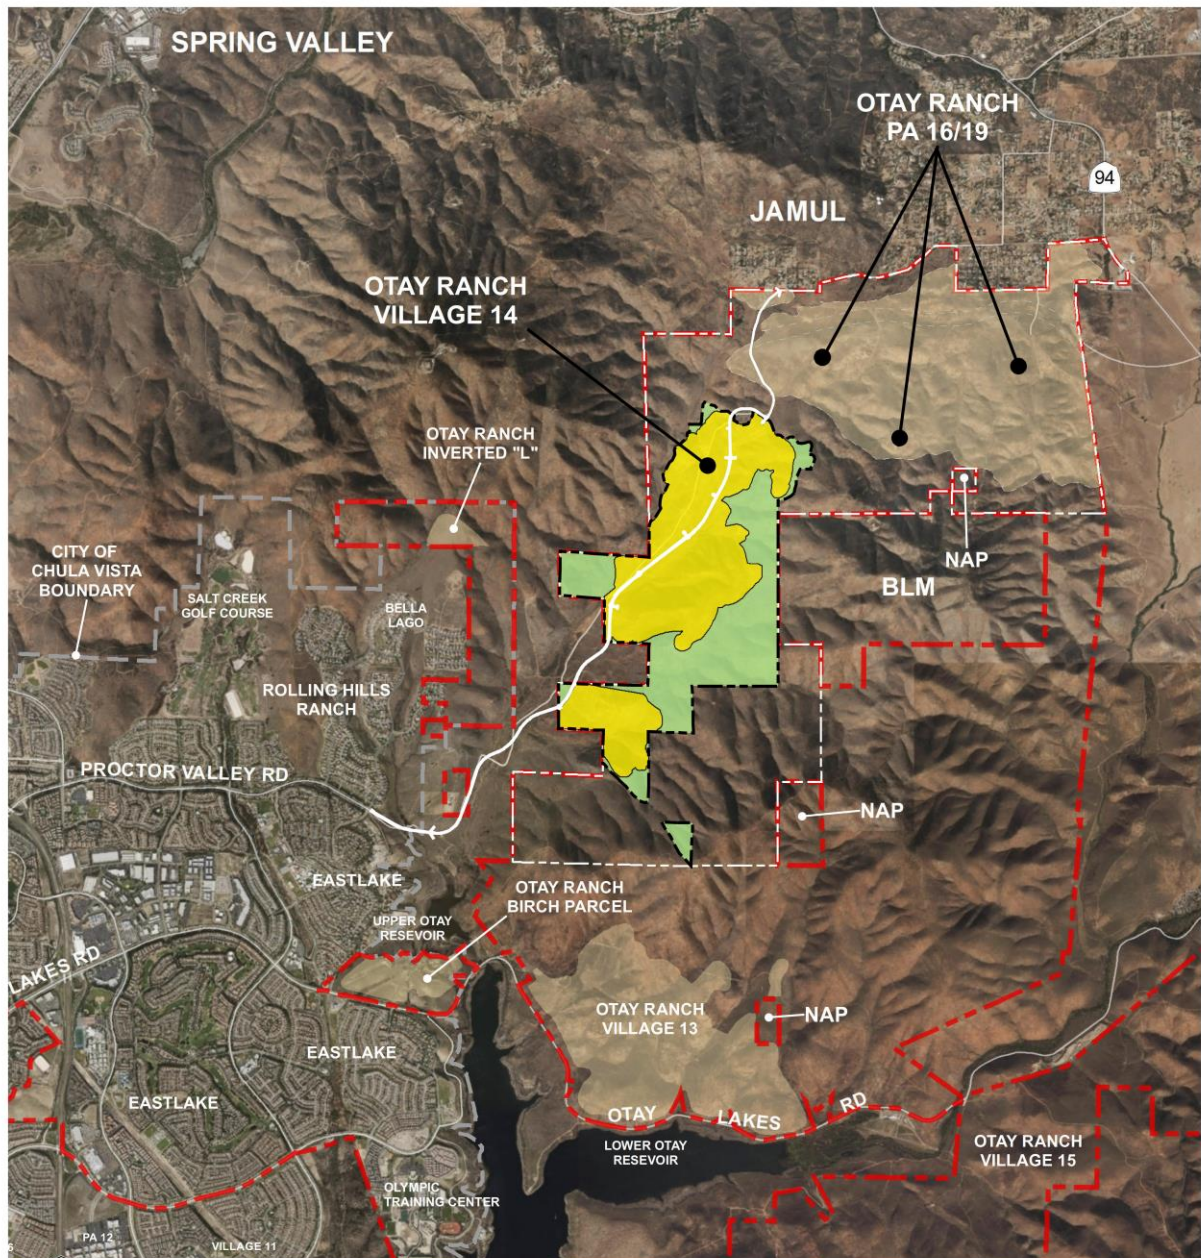 SPRING VALLEY
OTAY RANCH
PA 16/19
94
JAMUL
OTAY RANCH
VILLAGE 14
OTAY RANCH
INVERTED "L"
NAP
CITY OF
CHULA VISTA
BOUNDARY
SALT CREEK
GOLF COURSE
BELLA
LAGO
BLM
ROLLING HILLS
RANCH
PROCTOR VALLEY RD
NAP
EASTLAKE
OTAY RANCH
BIRCH PARCEL
UPPER OTAY
RESEVOIR
LAKES RD
OTAY RANCH
VILLAGE 13
NAP
EASTLAKE
EASTLAKE
OTAY LAKES RD
LOWER OTAY
RESEVOIR
OTAY RANCH
VILLAGE 15
OLYMPIC
TRAINING CENTER
PA 12
VILLAGE 11
6